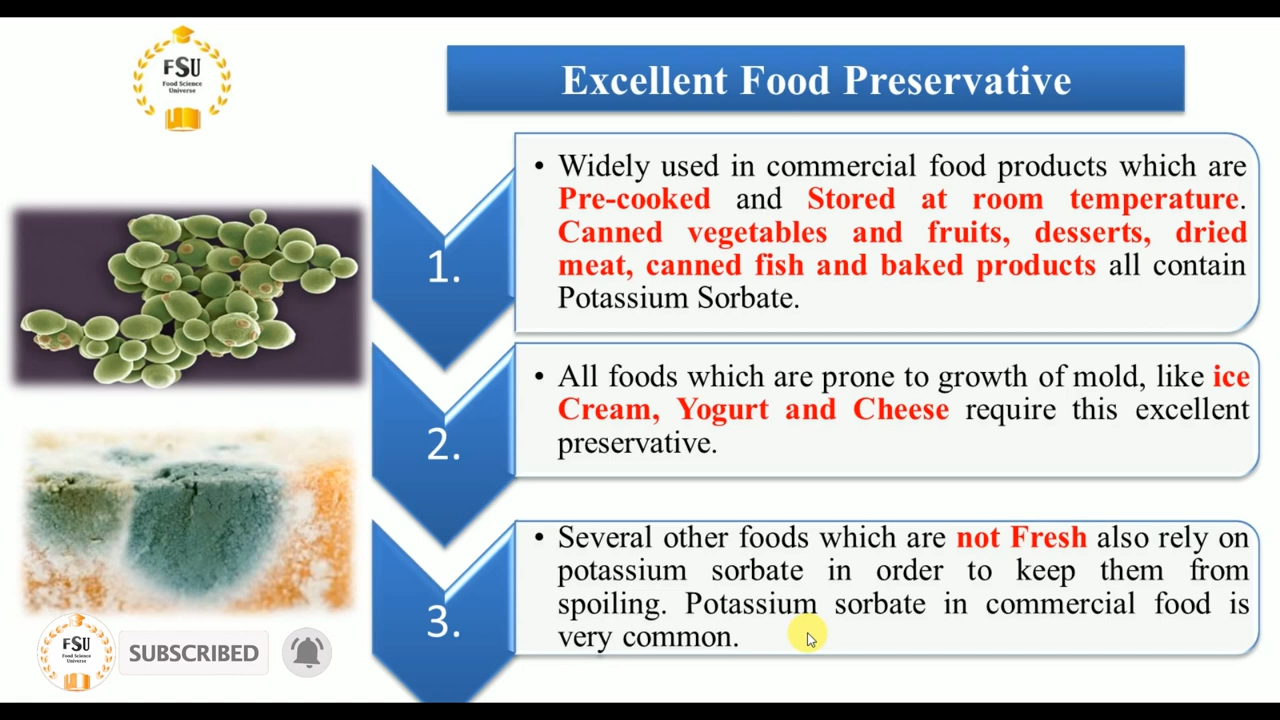 FSU
Food Science
Universe
Excellent Food Preservative
1.
• Widely used in commercial food products which are
Pre-cooked and Stored at room temperature.
Canned vegetables and fruits, desserts, dried
meat, canned fish and baked products all contain
Potassium Sorbate.
2.
• All foods which are prone to growth of mold, like ice
Cream, Yogurt and Cheese require this excellent
preservative.
3.
• Several other foods which are not Fresh also rely on
potassium sorbate in order to keep them from
spoiling. Potassium sorbate in commercial food is
very common.
FSU
Food Science
Universe
SUBSCRIBED